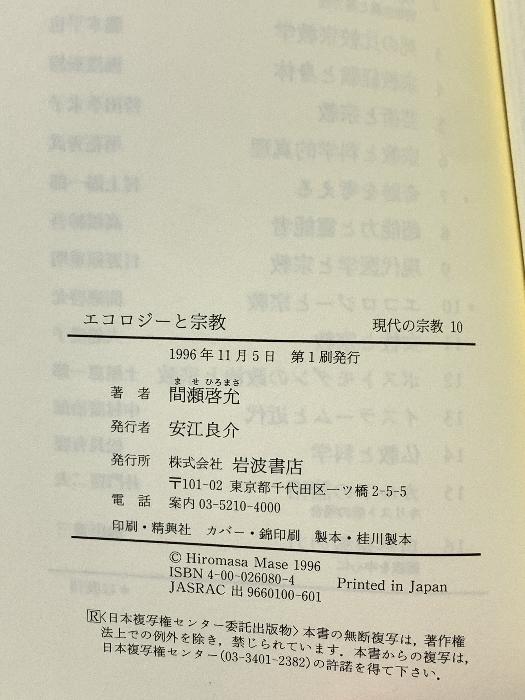 エコロジーと宗教　現代の宗教 10
1996年11月5日　第1刷発行
ませ ひろまさ
著　者　間瀬啓允
発行者　安江良介
発行所　株式会社 岩波書店
〒101-02 東京都千代田区一ツ橋 2-5-5
電　話　案内 03-5210-4000
印刷・精興社　カバー・錦印刷　製本・桂川製本
© Hiromasa Mase 1996
ISBN 4-00-026080-4　Printed in Japan
JASRAC 出 9660100-601
R〈日本複写権センター委託出版物〉本書の無断複写は，著作権
法上での例外を除き，禁じられています．本書からの複写は，
日本複写権センター(03-3401-2382)の許諾を得て下さい．